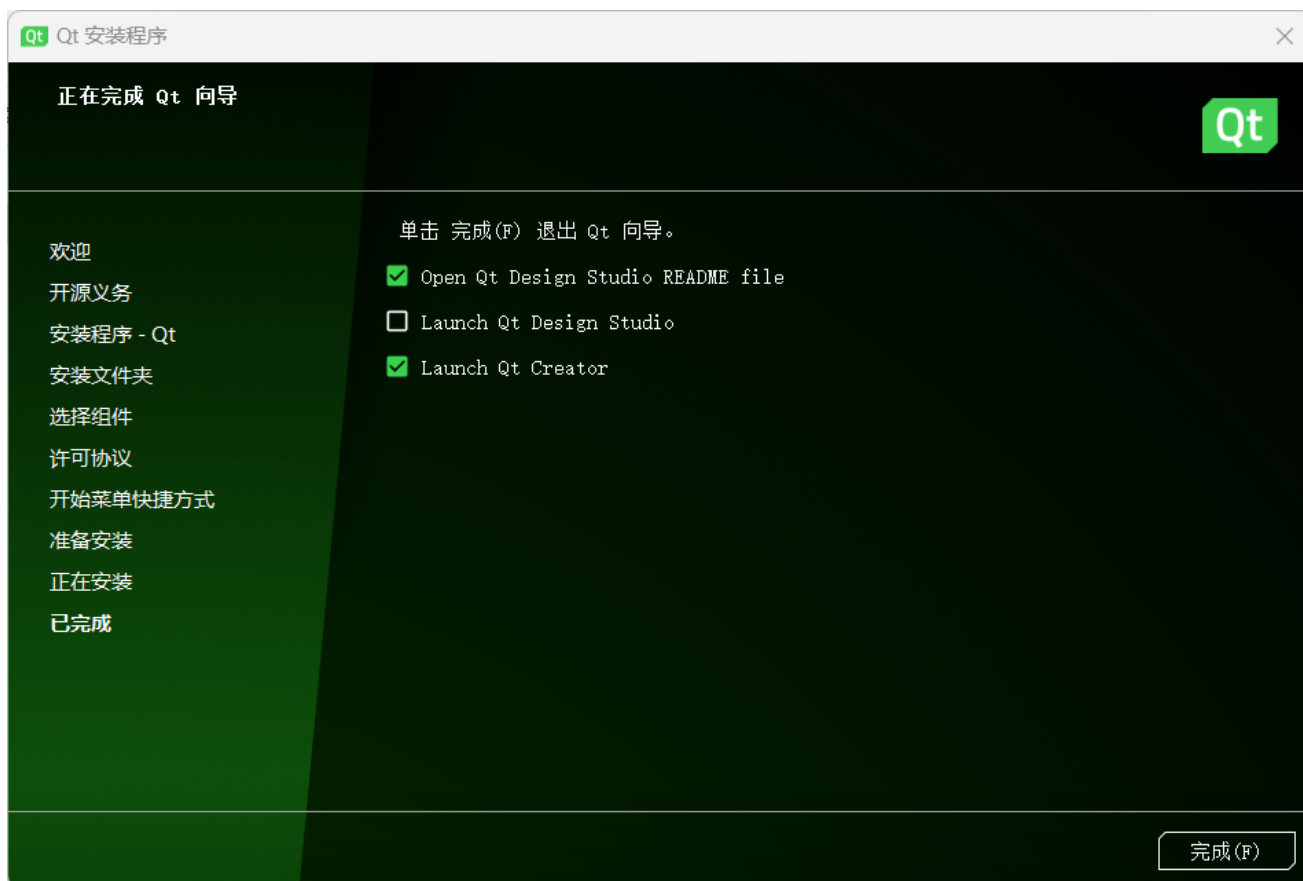 Qt Qt 安装程序
正在完成 Qt 向导
Qt
单击 完成(F) 退出 Qt 向导。
Open Qt Design Studio README file
Launch Qt Design Studio
Launch Qt Creator
欢迎
开源义务
安装程序 - Qt
安装文件夹
选择组件
许可协议
开始菜单快捷方式
准备安装
正在安装
已完成
完成(F)